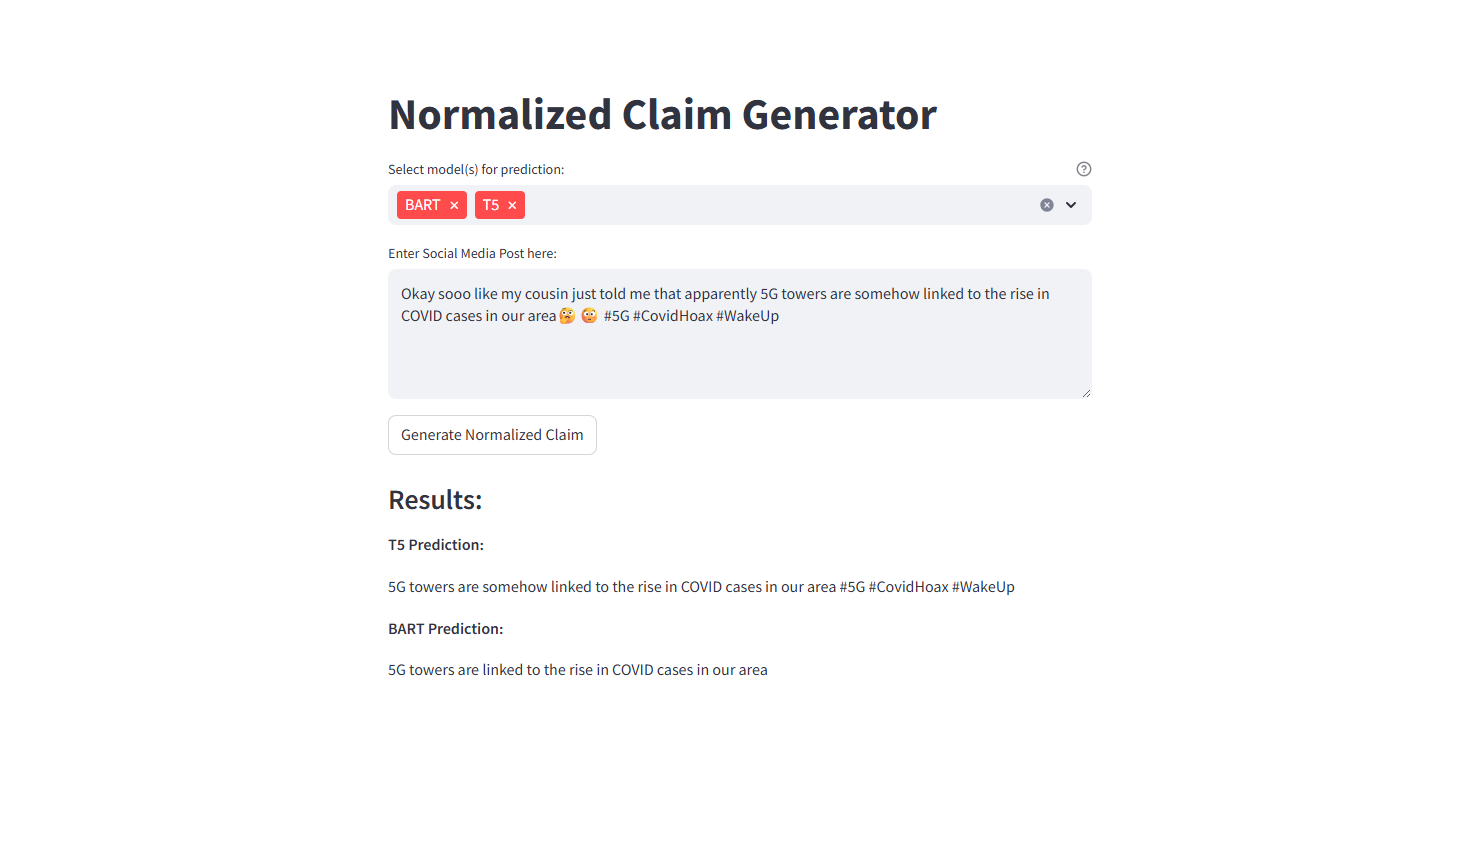 Normalized Claim Generator
Select model(s) for prediction:
BART × T5 ×
Enter Social Media Post here:
Okay sooo like my cousin just told me that apparently 5G towers are somehow linked to the rise in
COVID cases in our area🤔 😳 #5G #CovidHoax #WakeUp
Generate Normalized Claim
Results:
T5 Prediction:
5G towers are somehow linked to the rise in COVID cases in our area #5G #CovidHoax #WakeUp
BART Prediction:
5G towers are linked to the rise in COVID cases in our area